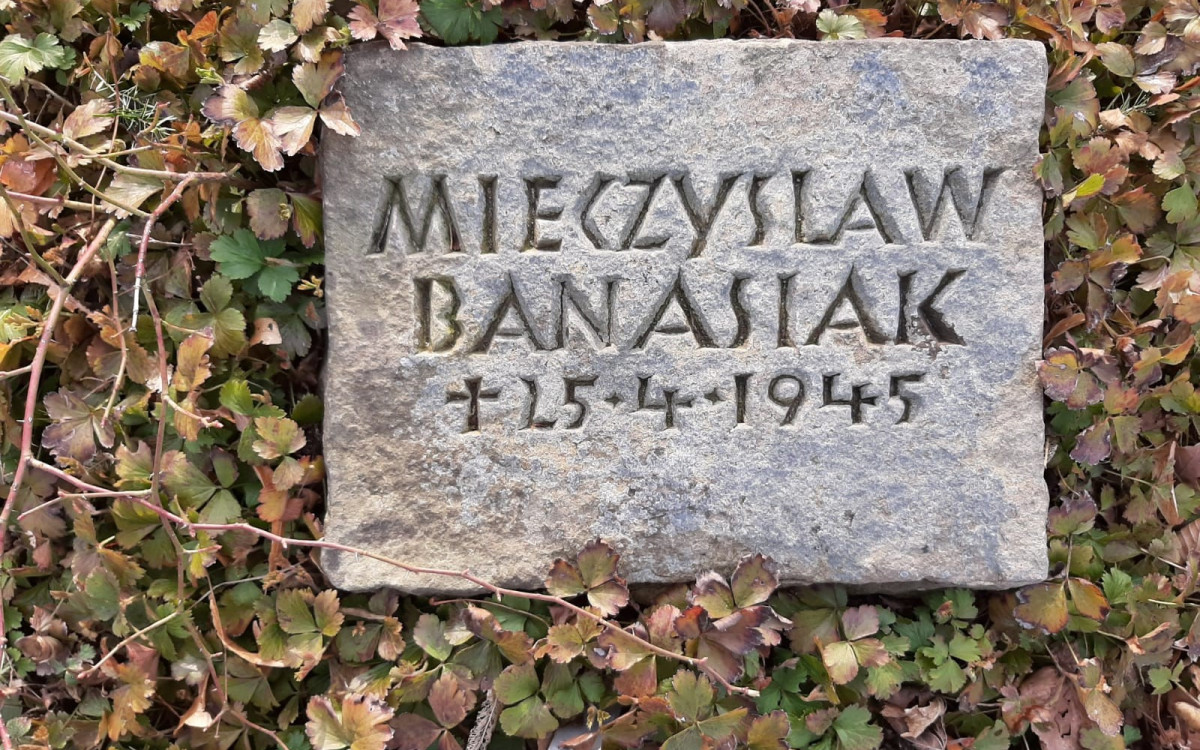 MIECZYSLAW
BANASIAK
† 25·4·1945